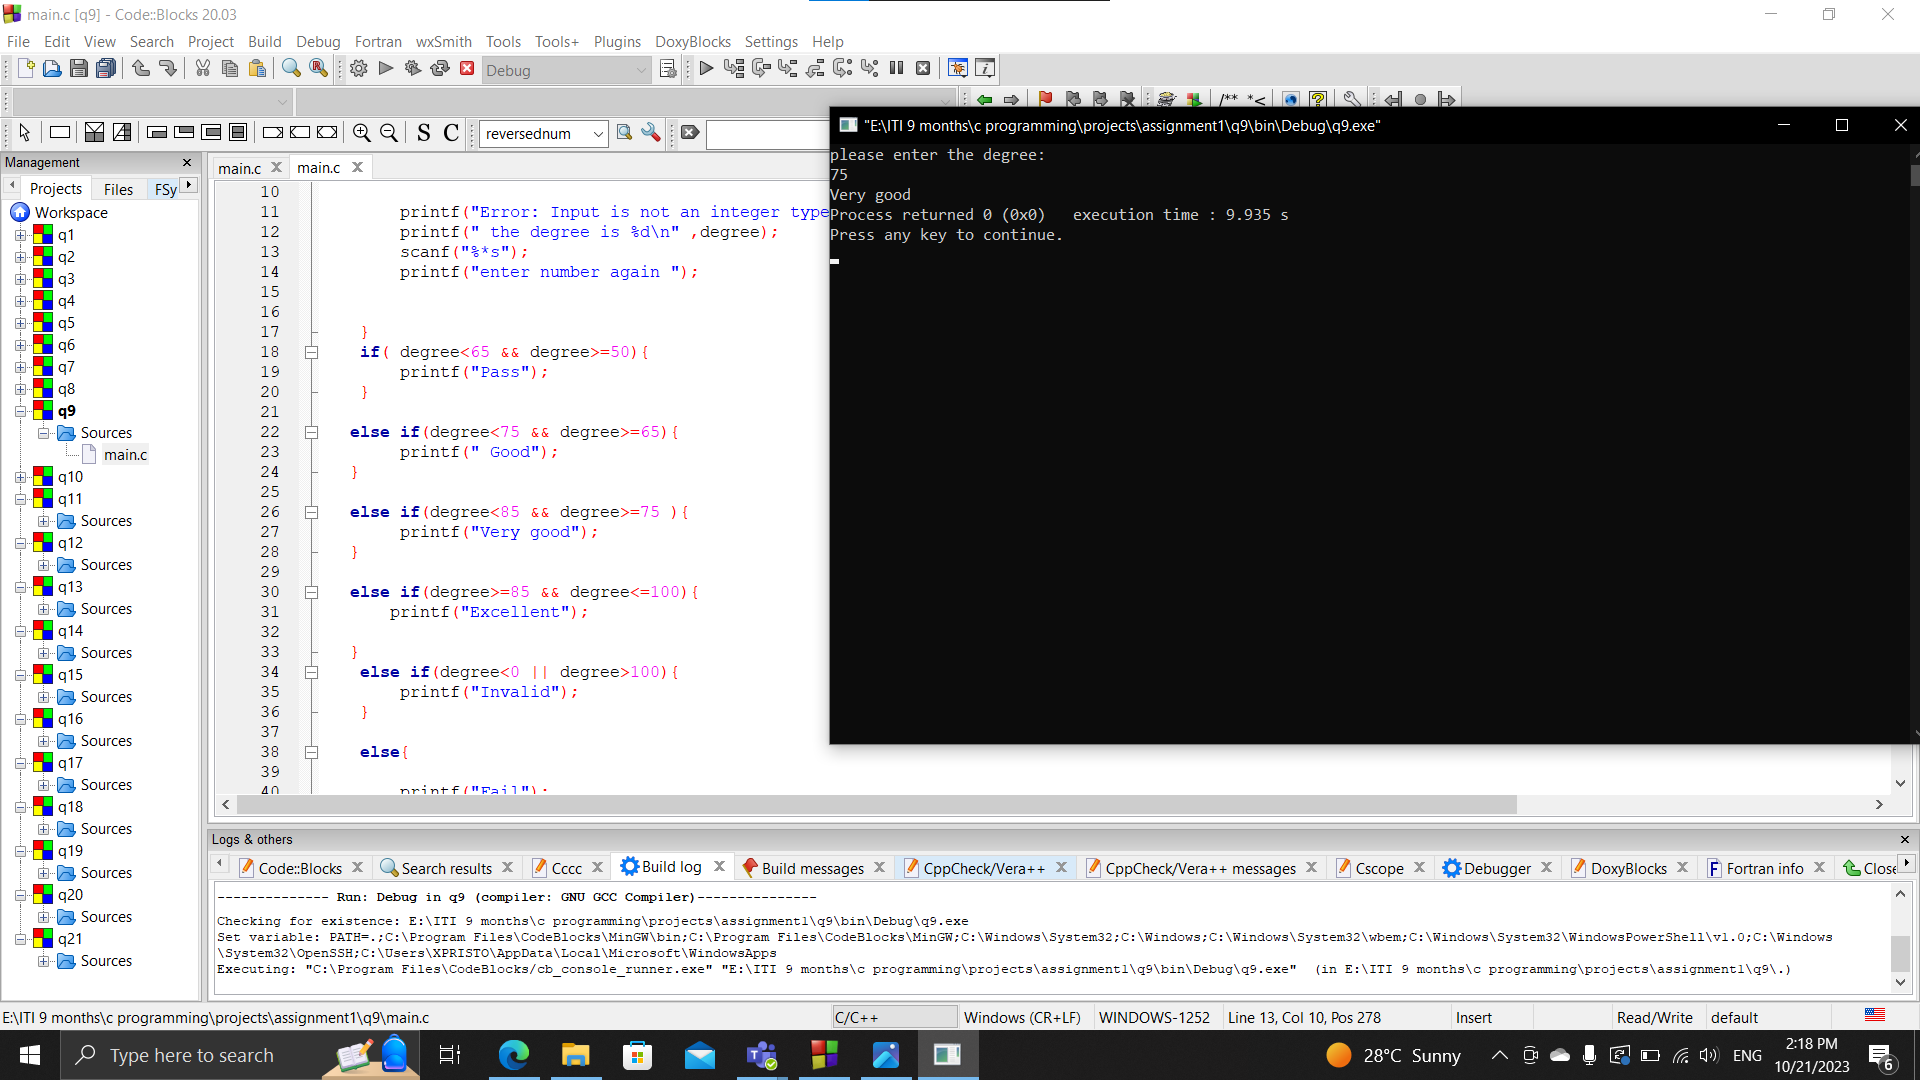 main.c [q9] - Code::Blocks 20.03
File Edit View Search Project Build Debug Fortran wxSmith Tools Tools+ Plugins DoxyBlocks Settings Help
Debug
/** *<
S C reversednum
Management
Projects Files FSy
Workspace
q1
q2
q3
q4
q5
q6
q7
q8
q9
Sources
main.c
q10
q11
Sources
q12
Sources
q13
Sources
q14
Sources
q15
Sources
q16
Sources
q17
Sources
q18
Sources
q19
Sources
q20
Sources
q21
Sources
main.c main.c
10
11 printf("Error: Input is not an integer type
12 printf(" the degree is %d\n" ,degree);
13 scanf("%*s");
14 printf("enter number again ");
15
16
17 }
18 if( degree<65 && degree>=50){
19 printf("Pass");
20 }
21
22 else if(degree<75 && degree>=65){
23 printf(" Good");
24 }
25
26 else if(degree<85 && degree>=75 ){
27 printf("Very good");
28 }
29
30 else if(degree>=85 && degree<=100){
31 printf("Excellent");
32
33 }
34 else if(degree<0 || degree>100){
35 printf("Invalid");
36 }
37
38 else{
39
40 printf("Fail");
"E:\ITI 9 months\c programming\projects\assignment1\q9\bin\Debug\q9.exe"
please enter the degree:
75
Very good
Process returned 0 (0x0)   execution time : 9.935 s
Press any key to continue.
Logs & others
Code::Blocks Search results Cccc Build log Build messages CppCheck/Vera++ CppCheck/Vera++ messages Cscope Debugger DoxyBlocks Fortran info Close
-------------- Run: Debug in q9 (compiler: GNU GCC Compiler)---------------
Checking for existence: E:\ITI 9 months\c programming\projects\assignment1\q9\bin\Debug\q9.exe
Set variable: PATH=.;C:\Program Files\CodeBlocks\MinGW\bin;C:\Program Files\CodeBlocks\MinGW;C:\Windows\System32;C:\Windows;C:\Windows\System32\wbem;C:\Windows\System32\WindowsPowerShell\v1.0;C:\Windows
\System32\OpenSSH;C:\Users\XPRISTO\AppData\Local\Microsoft\WindowsApps
Executing: "C:\Program Files\CodeBlocks/cb_console_runner.exe" "E:\ITI 9 months\c programming\projects\assignment1\q9\bin\Debug\q9.exe"  (in E:\ITI 9 months\c programming\projects\assignment1\q9\.)
E:\ITI 9 months\c programming\projects\assignment1\q9\main.c C/C++ Windows (CR+LF) WINDOWS-1252 Line 13, Col 10, Pos 278 Insert Read/Write default
Type here to search
28°C Sunny
ENG
2:18 PM
10/21/2023
6